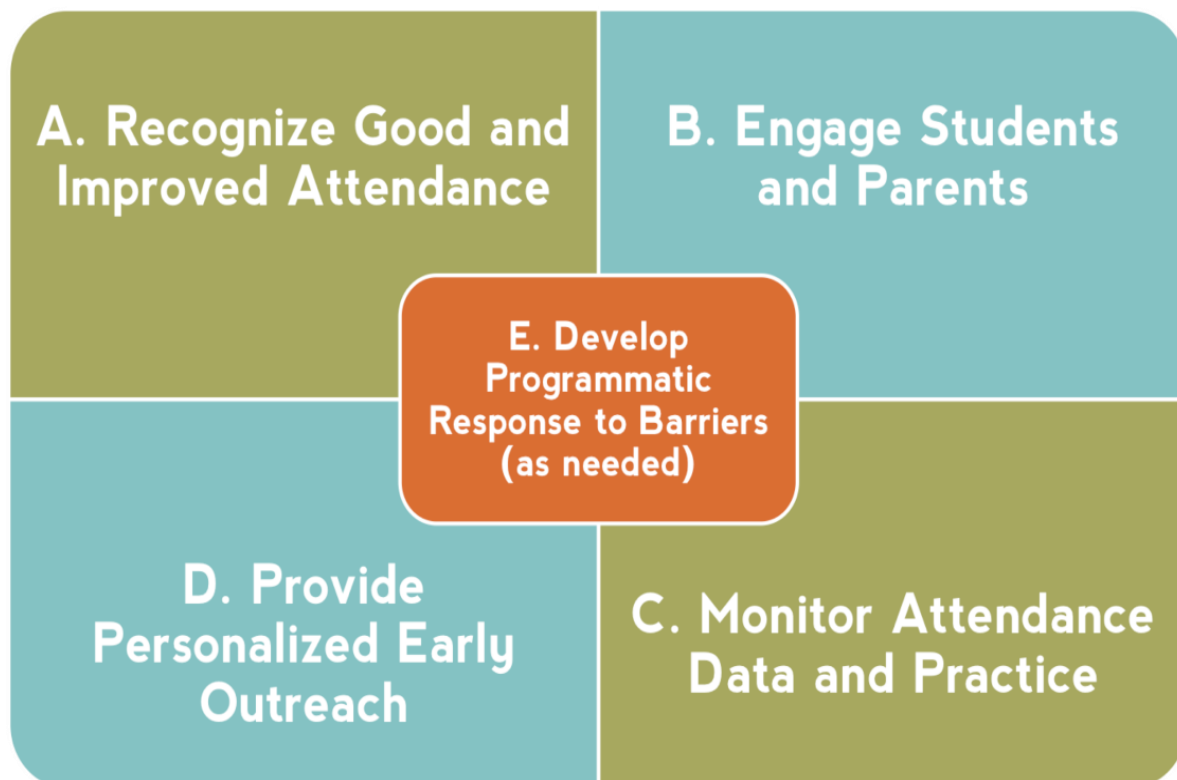 A. Recognize Good and
Improved Attendance
B. Engage Students
and Parents
E. Develop
Programmatic
Response to Barriers
(as needed)
D. Provide
Personalized Early
Outreach
C. Monitor Attendance
Data and Practice